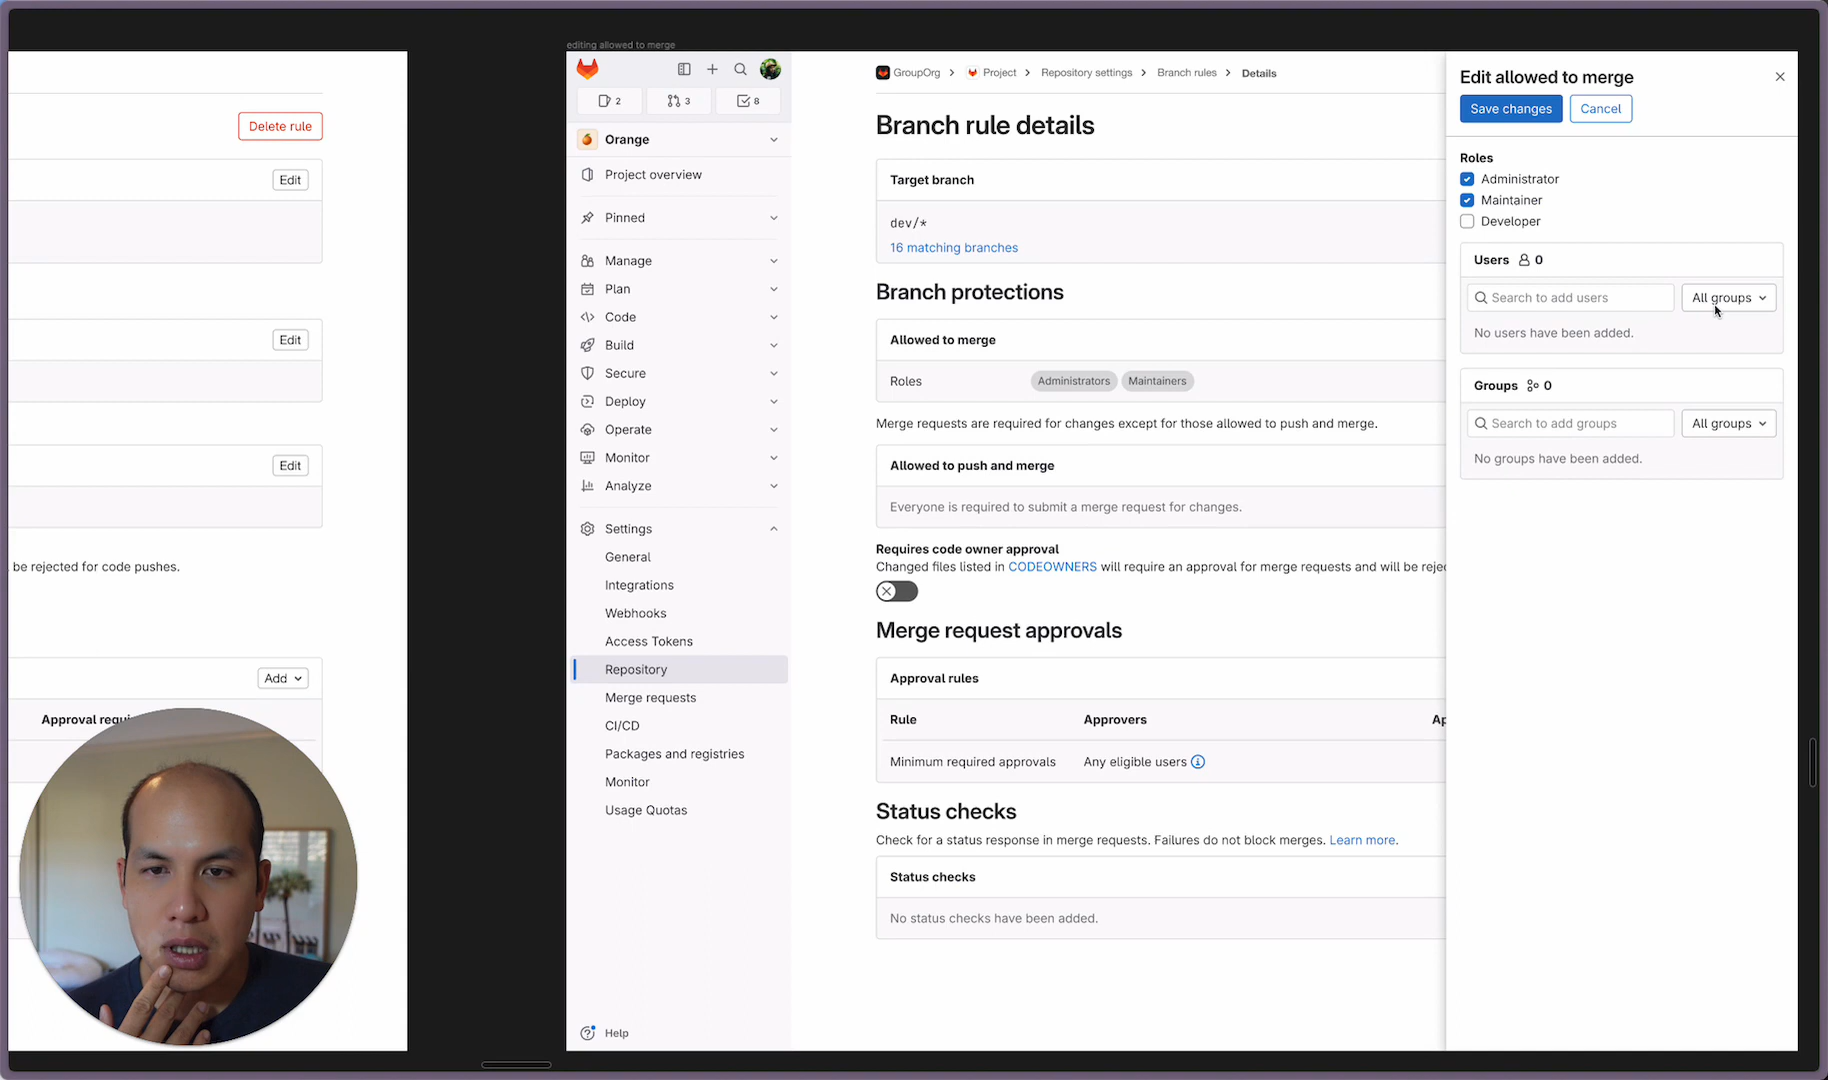 editing allowed to merge
Delete rule
Edit
Edit
Edit
be rejected for code pushes.
Add
Approval requi
2
3
8
Orange
Project overview
Pinned
Manage
Plan
Code
Build
Secure
Deploy
Operate
Monitor
Analyze
Settings
General
Integrations
Webhooks
Access Tokens
Repository
Merge requests
CI/CD
Packages and registries
Monitor
Usage Quotas
Help
GroupOrg > Project > Repository settings > Branch rules > Details
Branch rule details
Target branch
dev/*
16 matching branches
Branch protections
Allowed to merge
Roles Administrators Maintainers
Merge requests are required for changes except for those allowed to push and merge.
Allowed to push and merge
Everyone is required to submit a merge request for changes.
Requires code owner approval
Changed files listed in CODEOWNERS will require an approval for merge requests and will be reje
Merge request approvals
Approval rules
Rule Approvers Ap
Minimum required approvals Any eligible users
Status checks
Check for a status response in merge requests. Failures do not block merges. Learn more.
Status checks
No status checks have been added.
Edit allowed to merge
Save changes Cancel
Roles
Administrator
Maintainer
Developer
Users 0
Search to add users All groups
No users have been added.
Groups 0
Search to add groups All groups
No groups have been added.